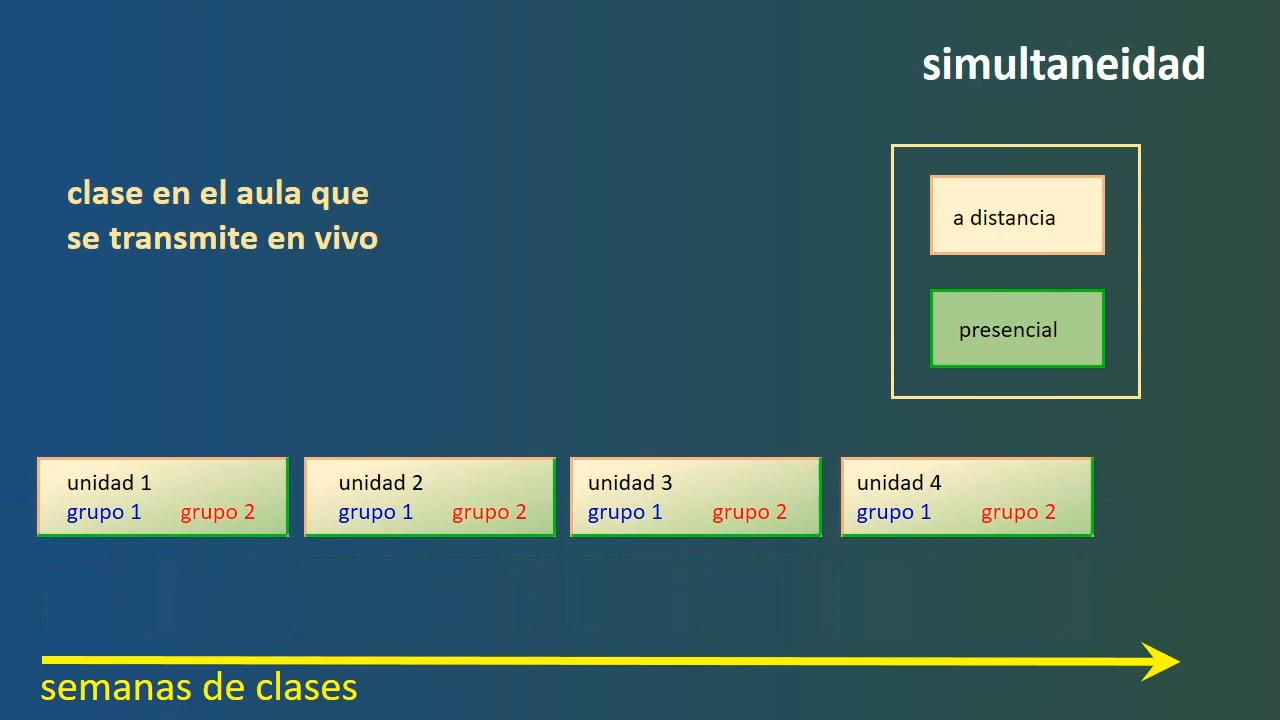 simultaneidad
clase en el aula que
se transmite en vivo
a distancia
presencial
unidad 1
grupo 1 grupo 2
unidad 2
grupo 1 grupo 2
unidad 3
grupo 1 grupo 2
unidad 4
grupo 1 grupo 2
semanas de clases